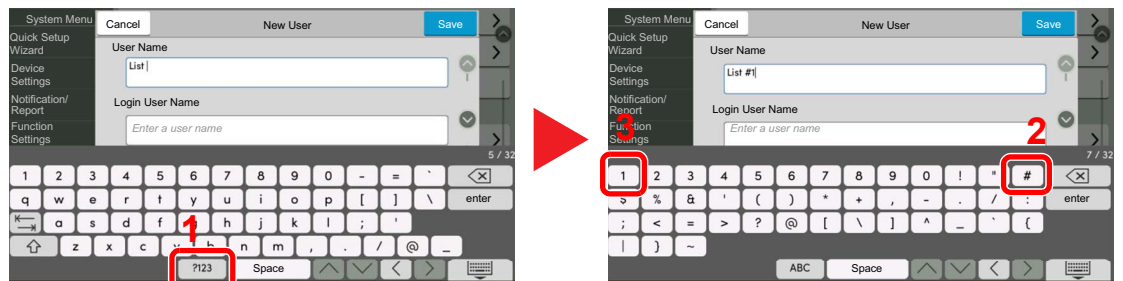 System Menu
Cancel
New User
Save
Quick Setup
Wizard
User Name
List
Device
Settings
Notification/
Report
Login User Name
Function
Settings
Enter a user name
5 / 32
1 2 3 4 5 6 7 8 9 0 - = `
q w e r t y u i o p [ ] \ enter
a s d f g h j k l ; '
z x c v b n m , . / @ _
?123 Space
1
System Menu
Cancel
New User
Save
Quick Setup
Wizard
User Name
List #1
Device
Settings
Notification/
Report
Login User Name
Function
Settings
Enter a user name
3
2
7 / 32
1 2 3 4 5 6 7 8 9 0 ! " #
$ % & ' ( ) * + , - . / : enter
; < = > ? @ [ \ ] ^ _ ` {
| } ~
ABC Space